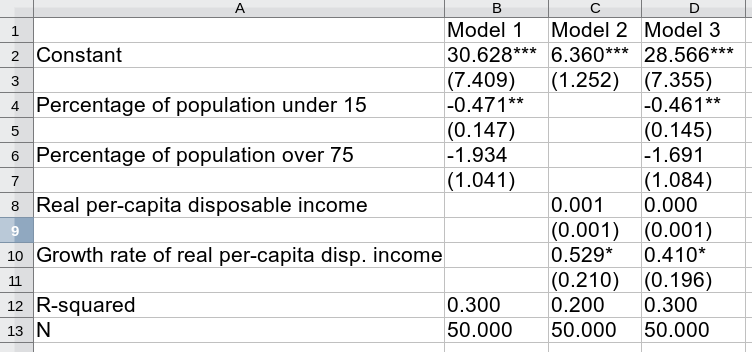 A B C D
1 Model 1 Model 2 Model 3
2 Constant 30.628*** 6.360*** 28.566***
3 (7.409) (1.252) (7.355)
4 Percentage of population under 15 -0.471** -0.461**
5 (0.147) (0.145)
6 Percentage of population over 75 -1.934 -1.691
7 (1.041) (1.084)
8 Real per-capita disposable income 0.001 0.000
9 (0.001) (0.001)
10 Growth rate of real per-capita disp. income 0.529* 0.410*
11 (0.210) (0.196)
12 R-squared 0.300 0.200 0.300
13 N 50.000 50.000 50.000